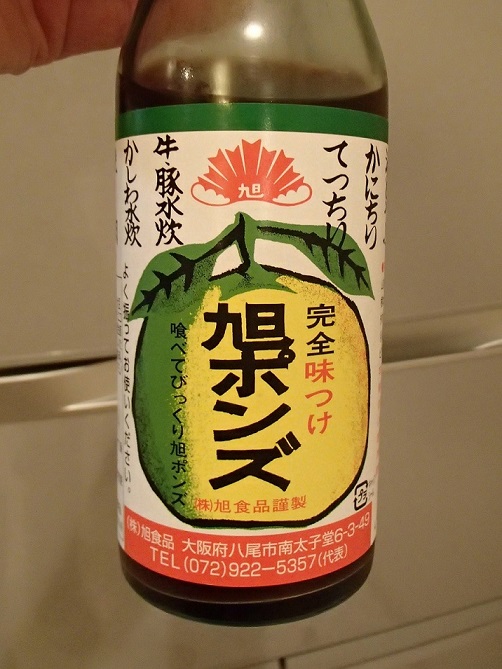 かにちり
てっちり
旭
牛・豚水炊
かしわ水炊
完全味つけ
旭ポンズ
喰べてびっくり旭ポンズ
よく振ってお使いください。
(株)旭食品謹製
プラ
(株)旭食品 大阪府八尾市南太子堂6-3-49
TEL(072)922-5357(代表)